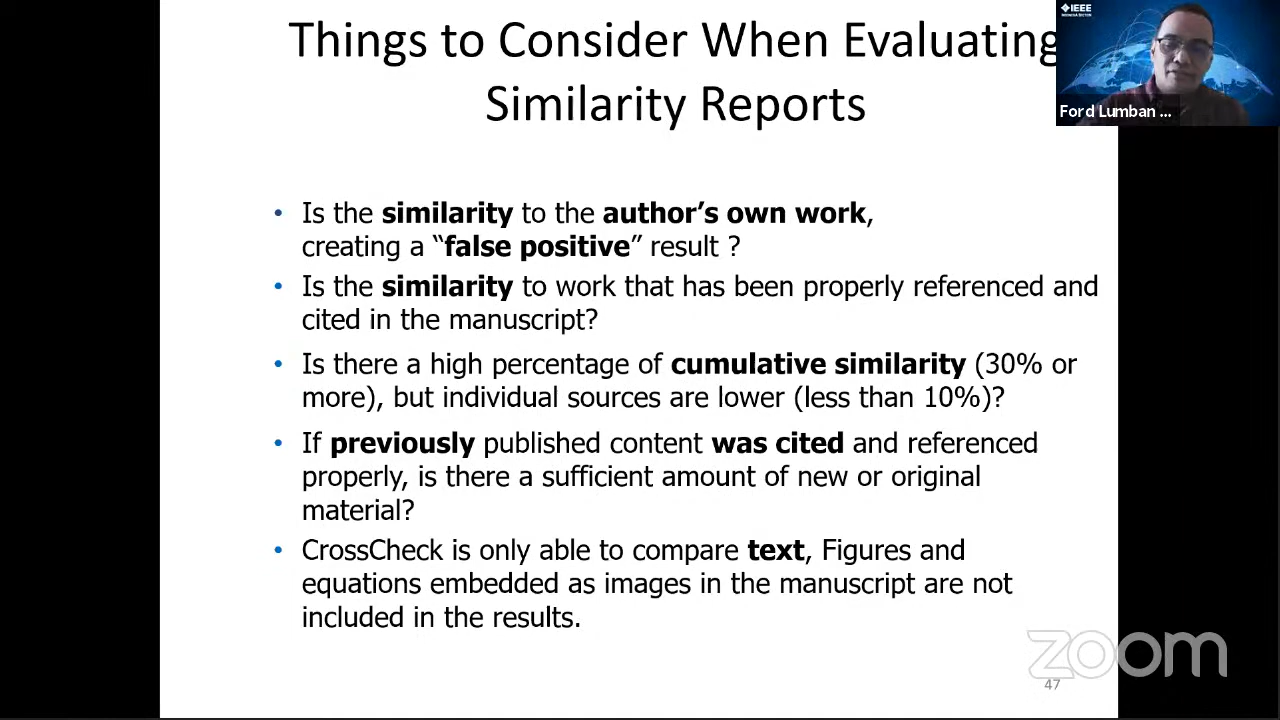 Things to Consider When Evaluating
Similarity Reports
IEEE
INDONESIA SECTION
Ford Lumban ...
• Is the similarity to the author’s own work,
creating a “false positive” result ?
• Is the similarity to work that has been properly referenced and
cited in the manuscript?
• Is there a high percentage of cumulative similarity (30% or
more), but individual sources are lower (less than 10%)?
• If previously published content was cited and referenced
properly, is there a sufficient amount of new or original
material?
• CrossCheck is only able to compare text, Figures and
equations embedded as images in the manuscript are not
included in the results.
zoom
47